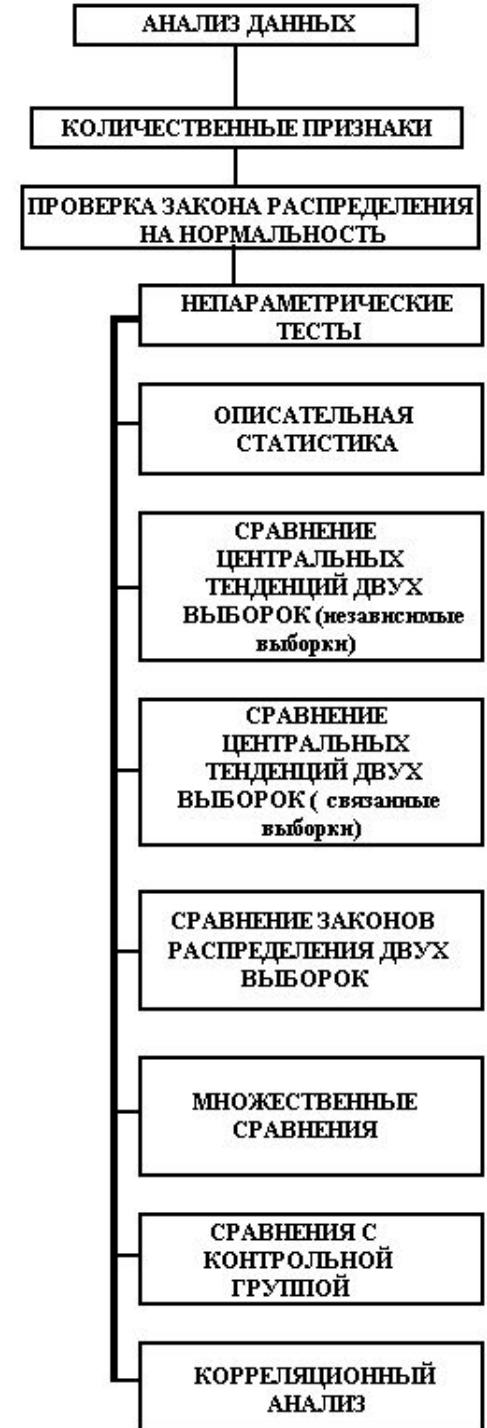 АНАЛИЗ ДАННЫХ
КОЛИЧЕСТВЕННЫЕ ПРИЗНАКИ
ПРОВЕРКА ЗАКОНА РАСПРЕДЕЛЕНИЯ
НА НОРМАЛЬНОСТЬ
НЕПАРАМЕТРИЧЕСКИЕ
ТЕСТЫ
ОПИСАТЕЛЬНАЯ
СТАТИСТИКА
СРАВНЕНИЕ
ЦЕНТРАЛЬНЫХ
ТЕНДЕНЦИЙ ДВУХ
ВЫБОРОК (независимые
выборки)
СРАВНЕНИЕ
ЦЕНТРАЛЬНЫХ
ТЕНДЕНЦИЙ ДВУХ
ВЫБОРОК ( связанные
выборки)
СРАВНЕНИЕ ЗАКОНОВ
РАСПРЕДЕЛЕНИЯ ДВУХ
ВЫБОРОК
МНОЖЕСТВЕННЫЕ
СРАВНЕНИЯ
СРАВНЕНИЯ С
КОНТРОЛЬНОЙ
ГРУППОЙ
КОРРЕЛЯЦИОННЫЙ
АНАЛИЗ